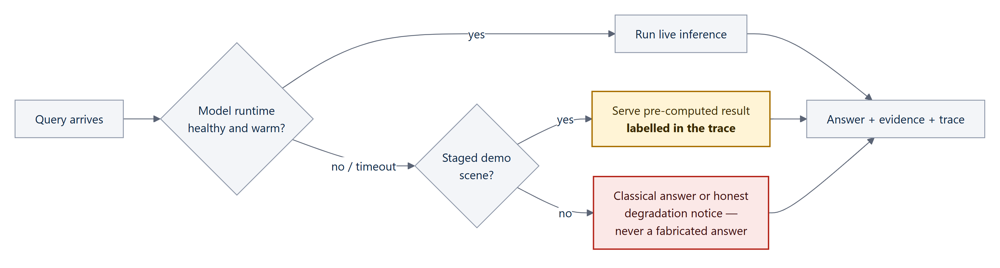 Query arrives
Model runtime
healthy and warm?
yes
no / timeout
Run live inference
Staged demo
scene?
yes
no
Serve pre-computed result
labelled in the trace
Classical answer or honest
degradation notice —
never a fabricated answer
Answer + evidence + trace